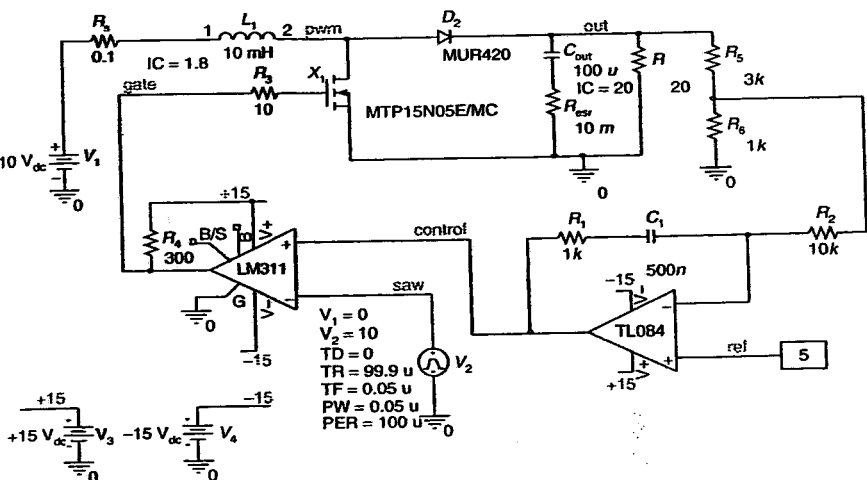 Rs
0.1
1
L1
2
10 mH
IC = 1.8
pwm
D2
MUR420
out
Cout
100 u
IC = 20
Resr
10 m
R
20
R5
3k
R6
1k
gate
R3
10
X1
MTP15N05E/MC
10 Vdc
V1
0
0
0
+15
R4
300
B/S
B
V+
+
LM311
−
G
V−
0
−15
control
saw
V1 = 0
V2 = 10
TD = 0
TR = 99.9 u
TF = 0.05 u
PW = 0.05 u
PER = 100 u
V2
0
R1
1k
C1
500n
R2
10k
−15
V−
−
TL084
+
V+
+15
ref
5
+15
+15 Vdc
V3
0
−15
−15 Vdc
V4
0